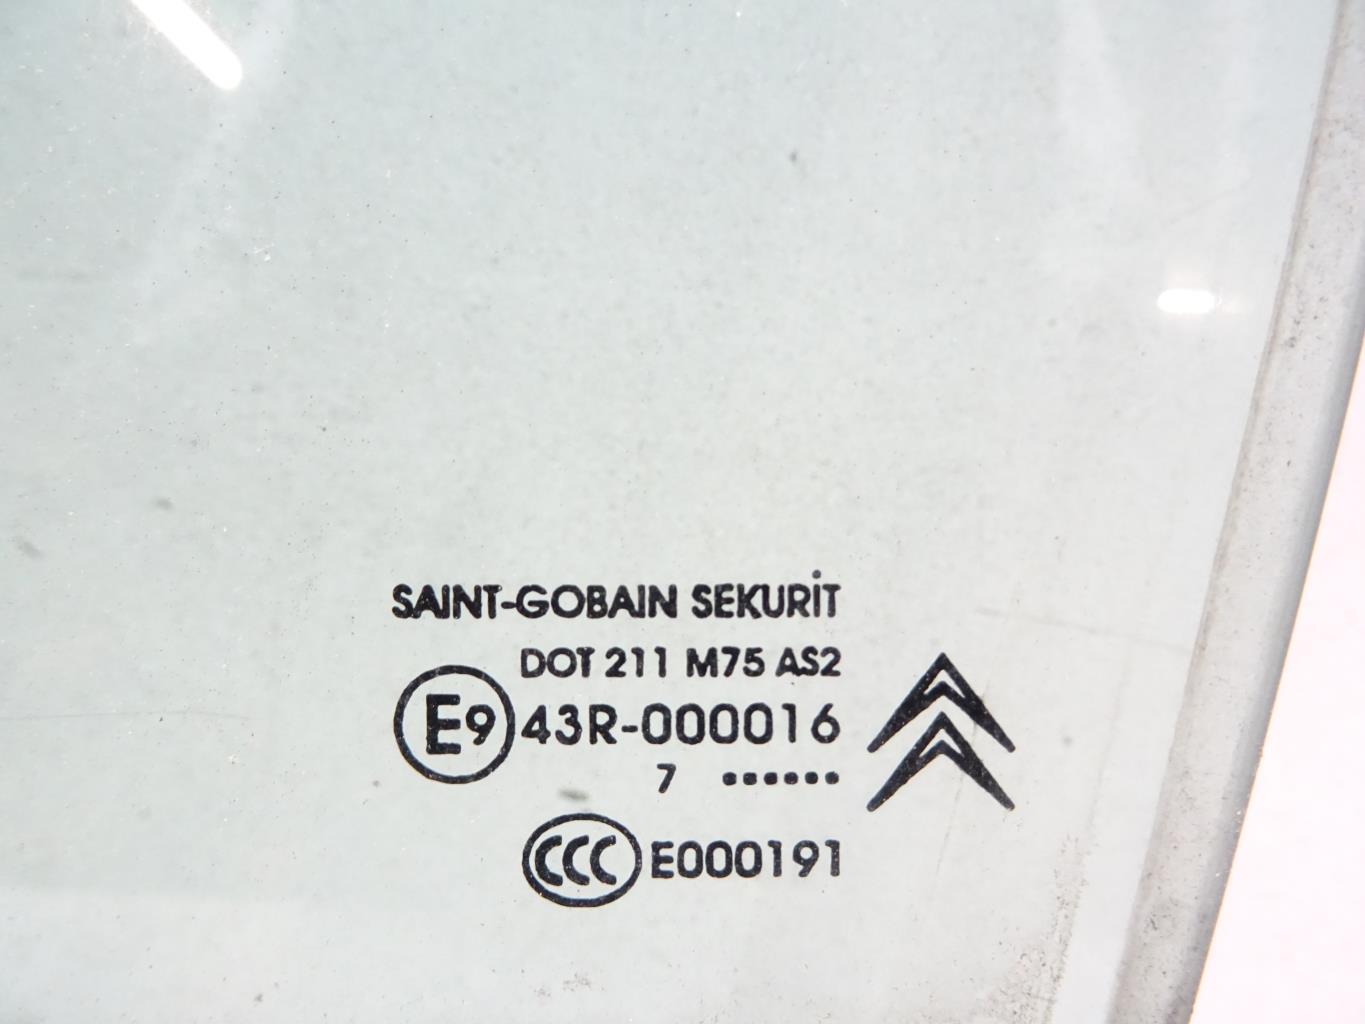 SAINT-GOBAIN SEKURIT
DOT 211 M75 AS2
E9 43R-000016
7 ••••••
CCC E000191